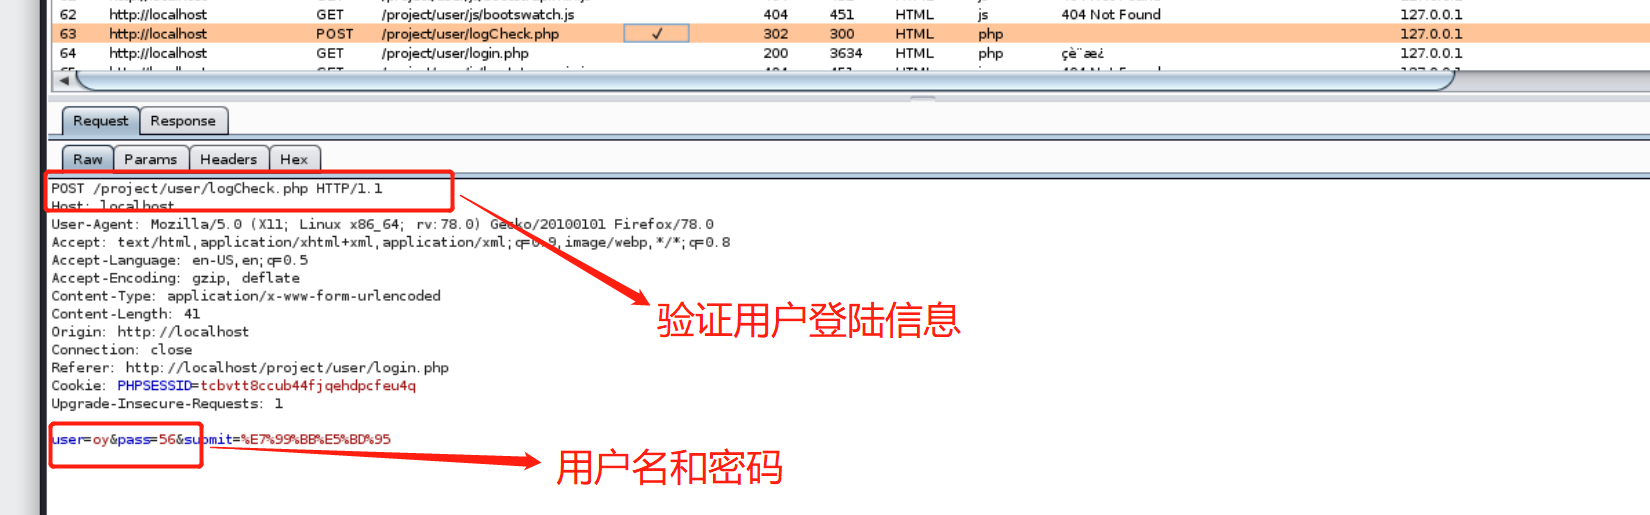 62 http://localhost GET /project/user/js/bootswatch.js 404 451 HTML js 404 Not Found 127.0.0.1
63 http://localhost POST /project/user/logCheck.php ✓ 302 300 HTML php 127.0.0.1
64 http://localhost GET /project/user/login.php 200 3634 HTML php 127.0.0.1
Request Response
Raw Params Headers Hex
POST /project/user/logCheck.php HTTP/1.1
Host: localhost
User-Agent: Mozilla/5.0 (X11; Linux x86_64; rv:78.0) Gecko/20100101 Firefox/78.0
Accept: text/html,application/xhtml+xml,application/xml;q=0.9,image/webp,*/*;q=0.8
Accept-Language: en-US,en;q=0.5
Accept-Encoding: gzip, deflate
Content-Type: application/x-www-form-urlencoded
验证用户登陆信息
Content-Length: 41
Origin: http://localhost
Connection: close
Referer: http://localhost/project/user/login.php
Cookie: PHPSESSID=tcbvtt8ccub44fjqehdpcfeu4q
Upgrade-Insecure-Requests: 1
user=oy&pass=56&submit=%E7%99%BB%E5%BD%95
用户名和密码